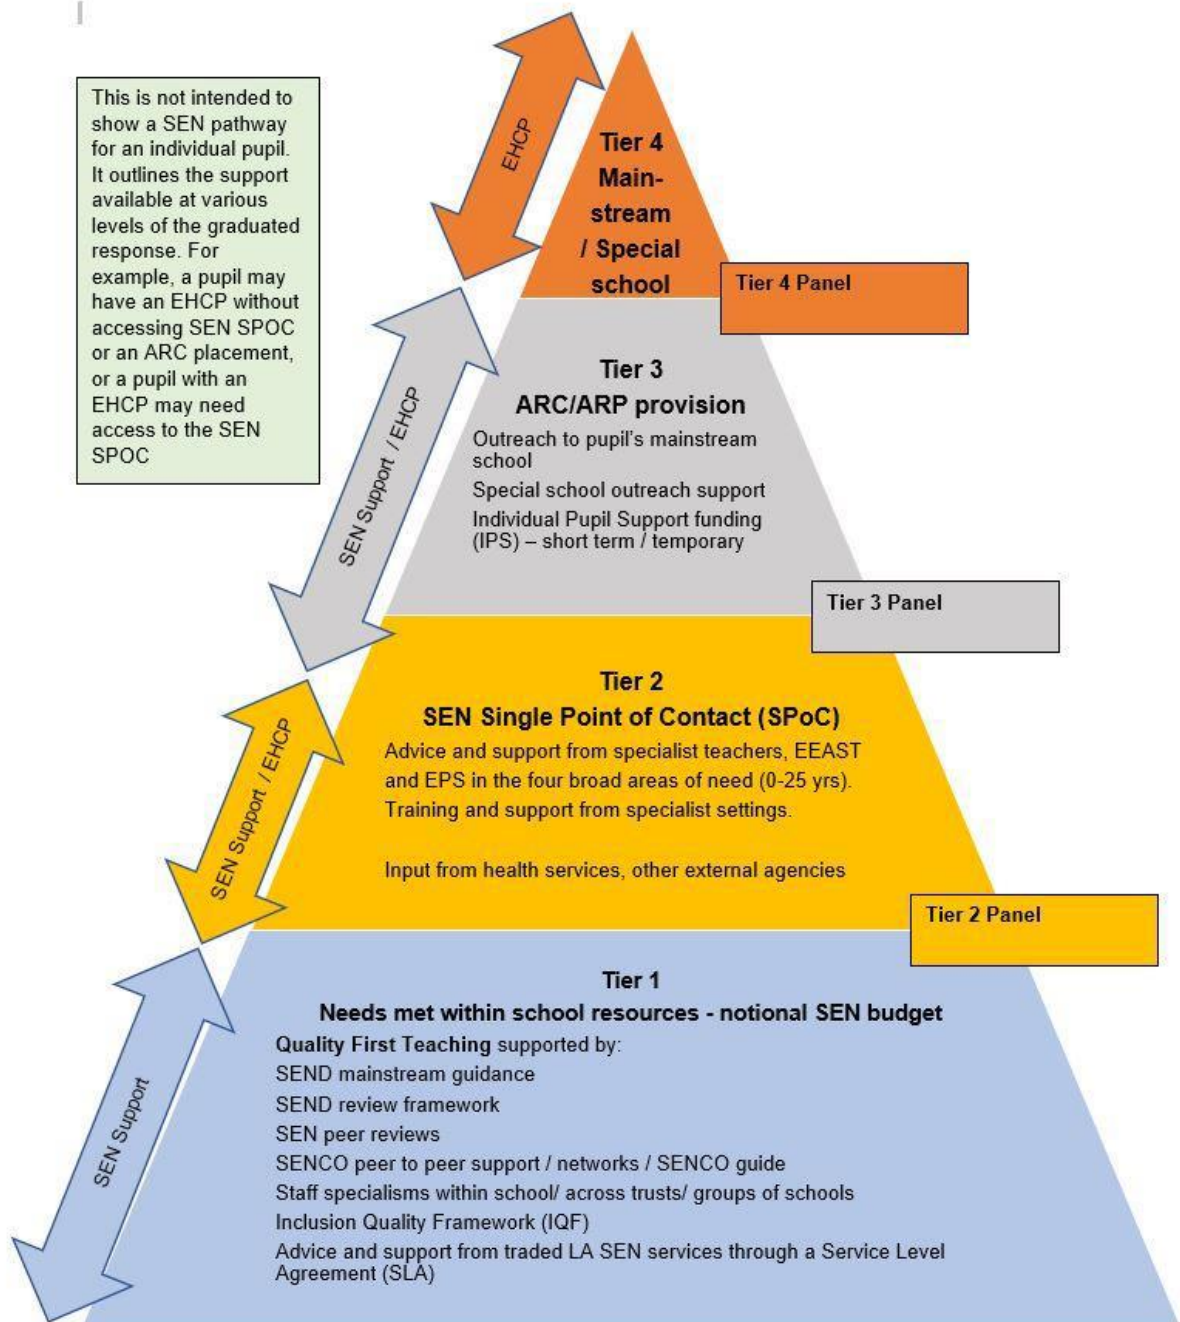 This is not intended to
show a SEN pathway
for an individual pupil.
It outlines the support
available at various
levels of the graduated
response. For
example, a pupil may
have an EHCP without
accessing SEN SPOC
or an ARC placement,
or a pupil with an
EHCP may need
access to the SEN
SPOC
EHCP
Tier 4
Main-
stream
/ Special
school
Tier 4 Panel
SEN Support / EHCP
Tier 3
ARC/ARP provision
Outreach to pupil’s mainstream
school
Special school outreach support
Individual Pupil Support funding
(IPS) – short term / temporary
Tier 3 Panel
SEN Support / EHCP
Tier 2
SEN Single Point of Contact (SPoC)
Advice and support from specialist teachers, EEAST
and EPS in the four broad areas of need (0-25 yrs).
Training and support from specialist settings.
Input from health services, other external agencies
Tier 2 Panel
SEN Support
Tier 1
Needs met within school resources - notional SEN budget
Quality First Teaching supported by:
SEND mainstream guidance
SEND review framework
SEN peer reviews
SENCO peer to peer support / networks / SENCO guide
Staff specialisms within school/ across trusts/ groups of schools
Inclusion Quality Framework (IQF)
Advice and support from traded LA SEN services through a Service Level
Agreement (SLA)